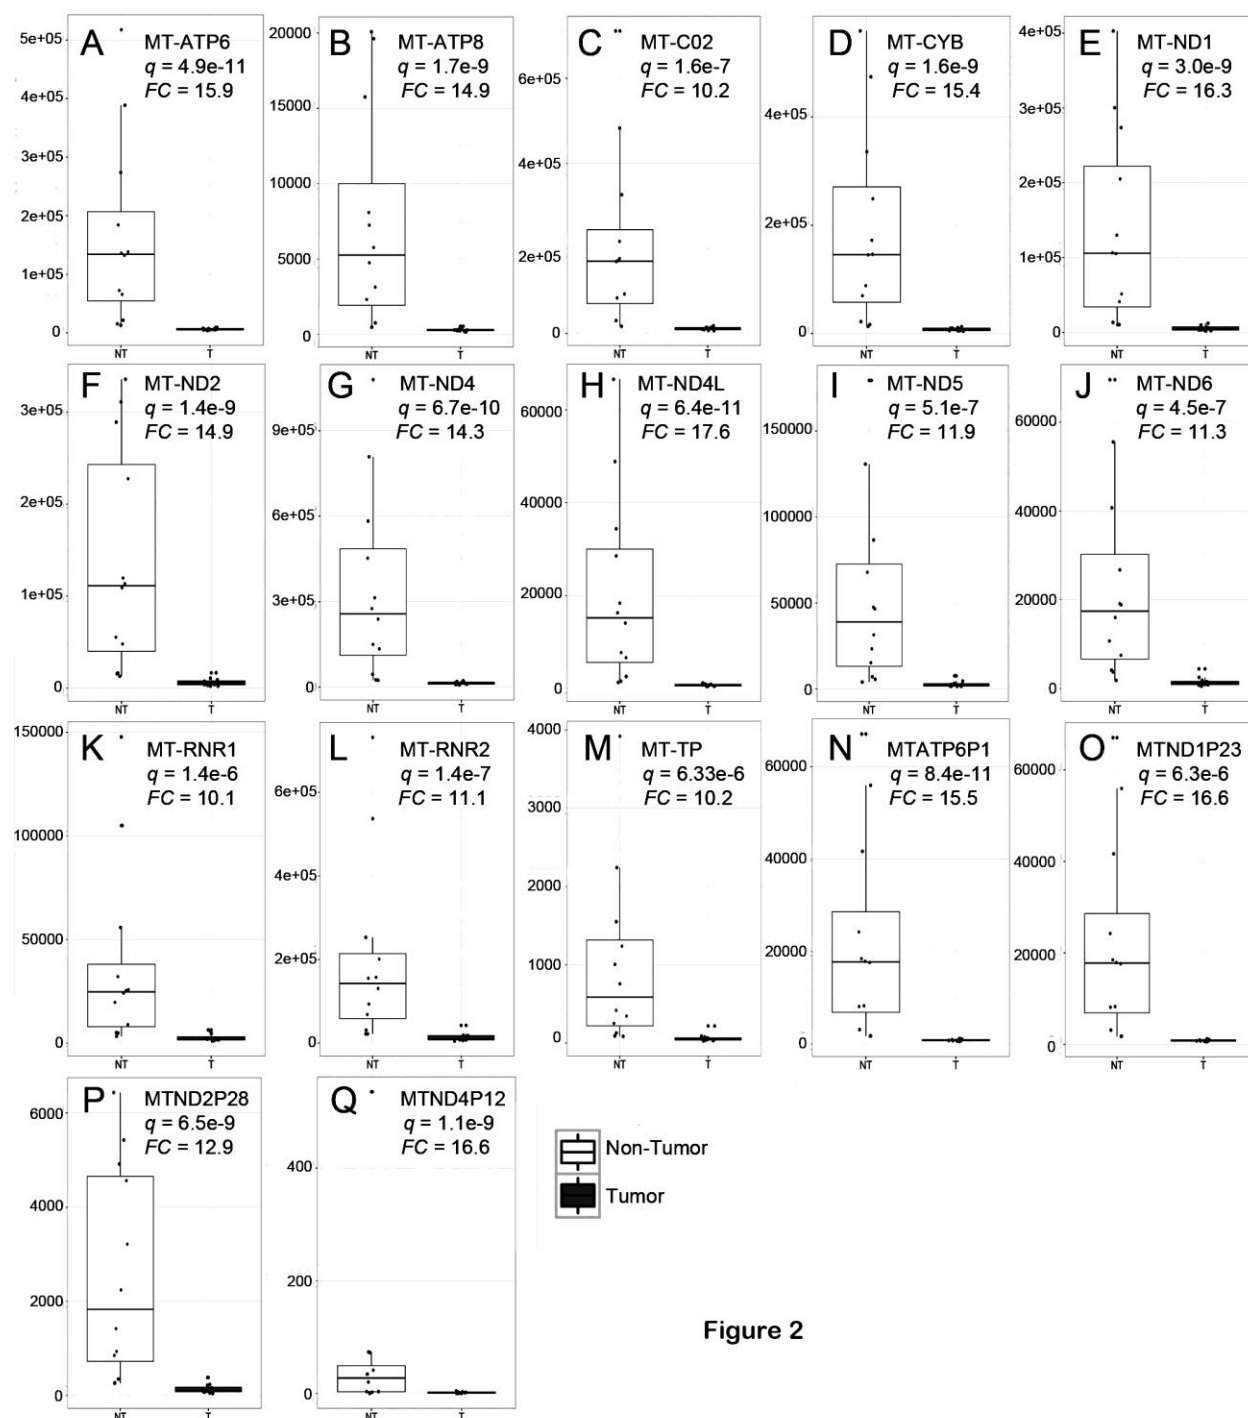 A MT-ATP6
q = 4.9e-11
FC = 15.9
5e+05
4e+05
3e+05
2e+05
1e+05
0
NT T
B MT-ATP8
q = 1.7e-9
FC = 14.9
20000
15000
10000
5000
0
NT T
C MT-C02
q = 1.6e-7
FC = 10.2
6e+05
4e+05
2e+05
0
NT T
D MT-CYB
q = 1.6e-9
FC = 15.4
4e+05
2e+05
0
NT T
E MT-ND1
q = 3.0e-9
FC = 16.3
4e+05
3e+05
2e+05
1e+05
0
NT T
F MT-ND2
q = 1.4e-9
FC = 14.9
3e+05
2e+05
1e+05
0
NT T
G MT-ND4
q = 6.7e-10
FC = 14.3
9e+05
6e+05
3e+05
0
NT T
H MT-ND4L
q = 6.4e-11
FC = 17.6
60000
40000
20000
0
NT T
I MT-ND5
q = 5.1e-7
FC = 11.9
150000
100000
50000
0
NT T
J MT-ND6
q = 4.5e-7
FC = 11.3
60000
40000
20000
0
NT T
K MT-RNR1
q = 1.4e-6
FC = 10.1
150000
100000
50000
0
NT T
L MT-RNR2
q = 1.4e-7
FC = 11.1
6e+05
4e+05
2e+05
0
NT T
M MT-TP
q = 6.33e-6
FC = 10.2
4000
3000
2000
1000
0
NT T
N MTATP6P1
q = 8.4e-11
FC = 15.5
60000
40000
20000
0
NT T
O MTND1P23
q = 6.3e-6
FC = 16.6
60000
40000
20000
0
NT T
P MTND2P28
q = 6.5e-9
FC = 12.9
6000
4000
2000
0
NT T
Q MTND4P12
q = 1.1e-9
FC = 16.6
400
200
0
NT T
Non-Tumor
Tumor
Figure 2